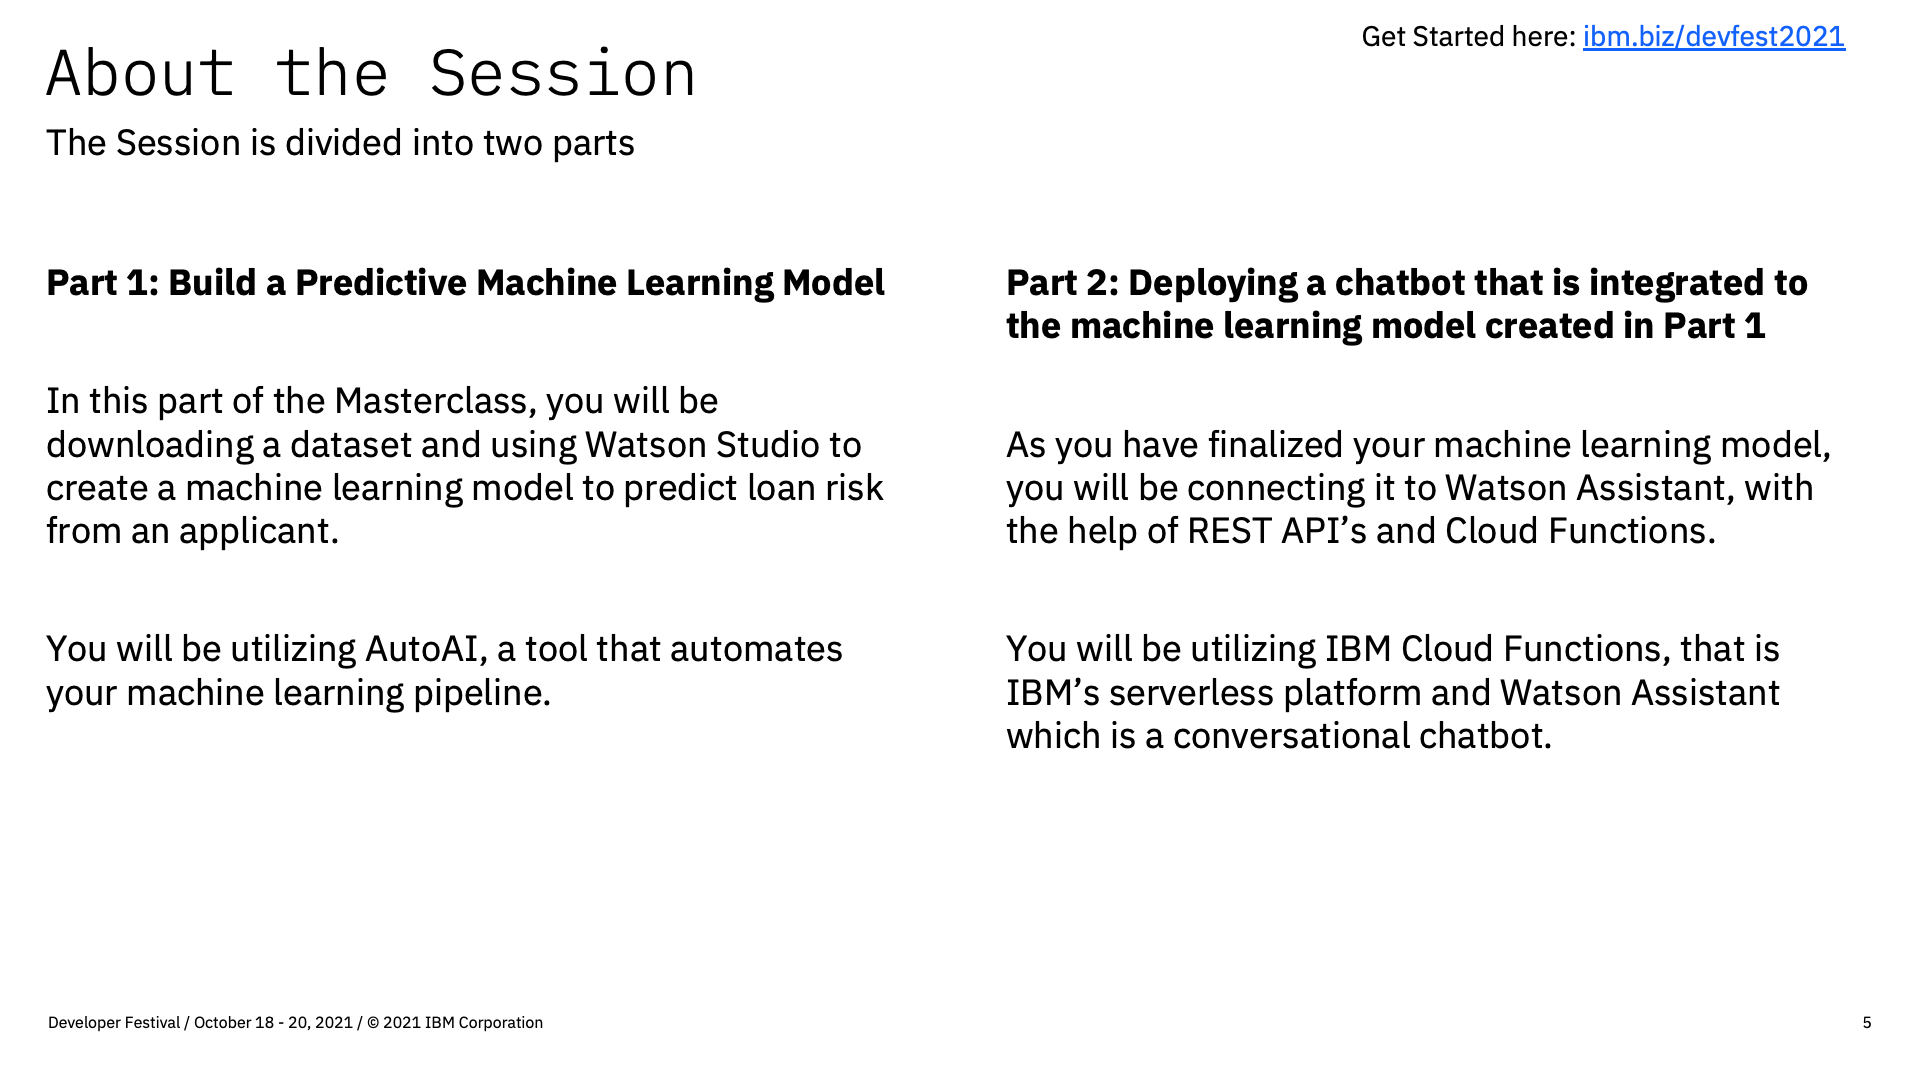 Get Started here: ibm.biz/devfest2021
About the Session
The Session is divided into two parts
Part 1: Build a Predictive Machine Learning Model
In this part of the Masterclass, you will be
downloading a dataset and using Watson Studio to
create a machine learning model to predict loan risk
from an applicant.
You will be utilizing AutoAI, a tool that automates
your machine learning pipeline.
Part 2: Deploying a chatbot that is integrated to
the machine learning model created in Part 1
As you have finalized your machine learning model,
you will be connecting it to Watson Assistant, with
the help of REST API’s and Cloud Functions.
You will be utilizing IBM Cloud Functions, that is
IBM’s serverless platform and Watson Assistant
which is a conversational chatbot.
Developer Festival / October 18 - 20, 2021 / © 2021 IBM Corporation
5